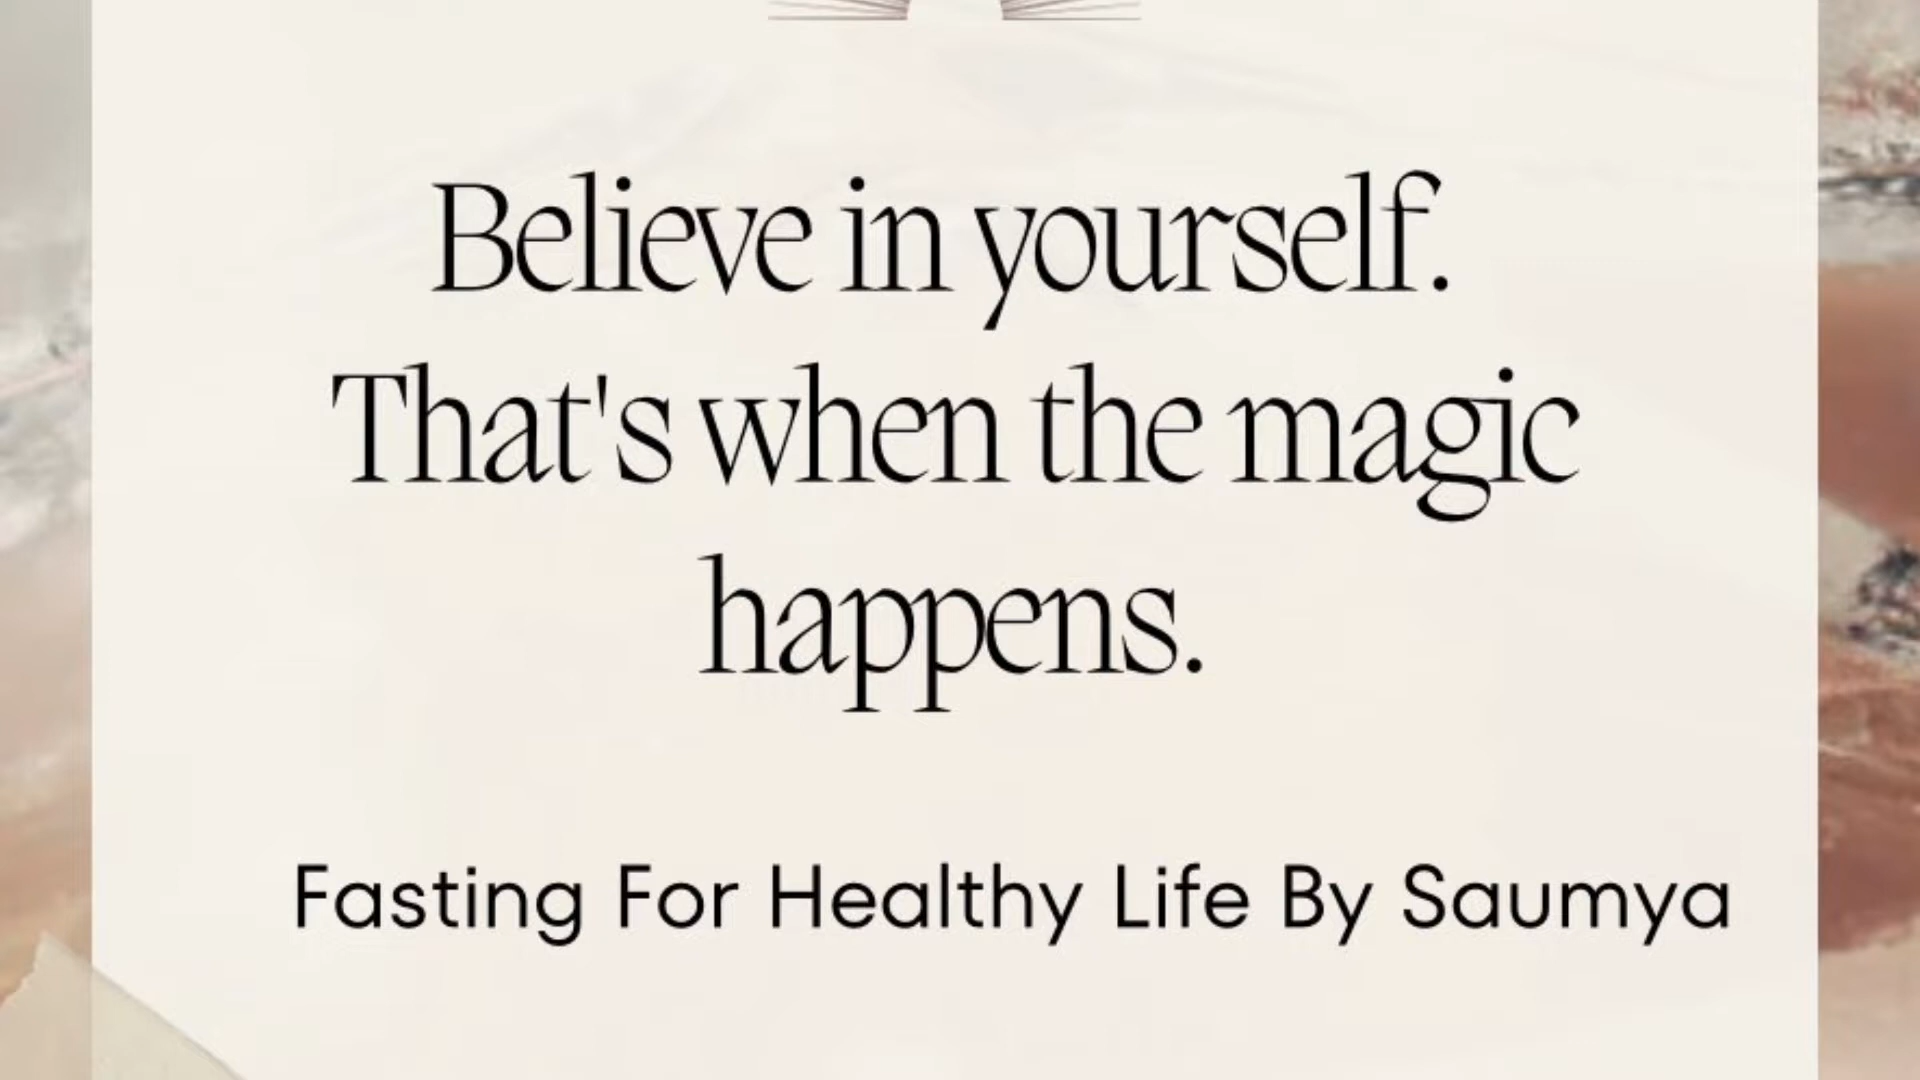 Believe in yourself.
That's when the magic
happens.
Fasting For Healthy Life By Saumya